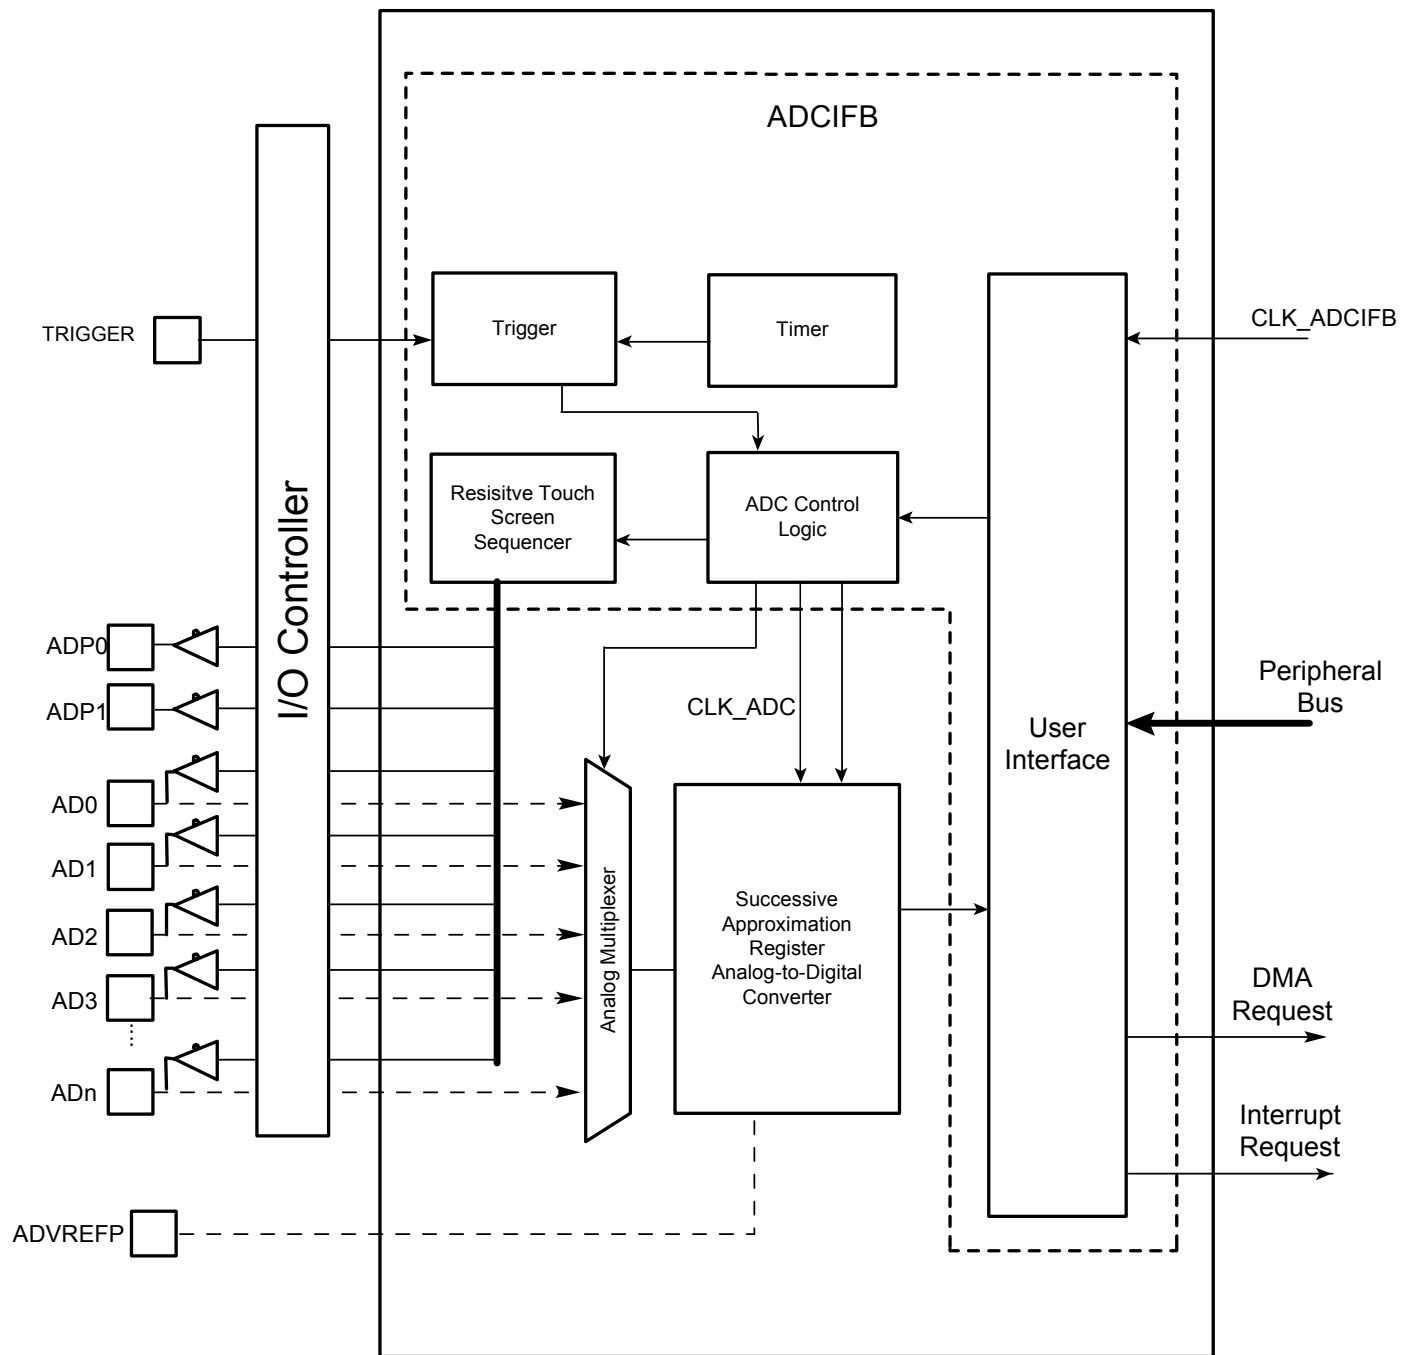 ADCIFB
TRIGGER
Trigger
Timer
CLK_ADCIFB
I/O Controller
Resisitve Touch
Screen
Sequencer
ADC Control
Logic
ADP0
ADP1
CLK_ADC
User
Interface
Peripheral
Bus
AD0
AD1
AD2
AD3
ADn
Analog Multiplexer
Successive
Approximation
Register
Analog-to-Digital
Converter
DMA
Request
Interrupt
Request
ADVREFP